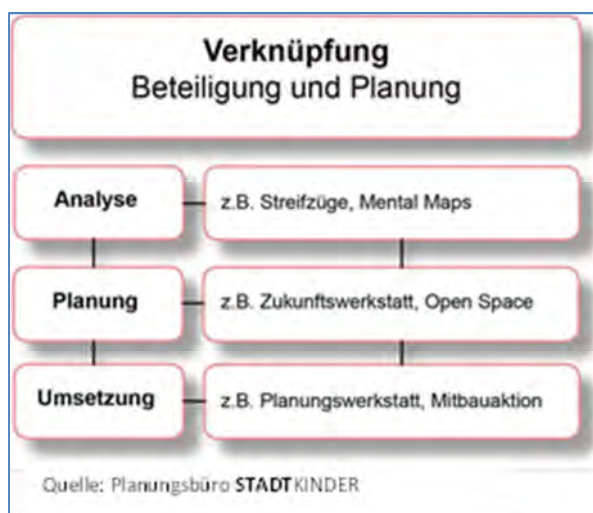 Verknüpfung
Beteiligung und Planung
Analyse
z.B. Streifzüge, Mental Maps
Planung
z.B. Zukunftswerkstatt, Open Space
Umsetzung
z.B. Planungswerkstatt, Mitbauaktion
Quelle: Planungsbüro STADTKINDER